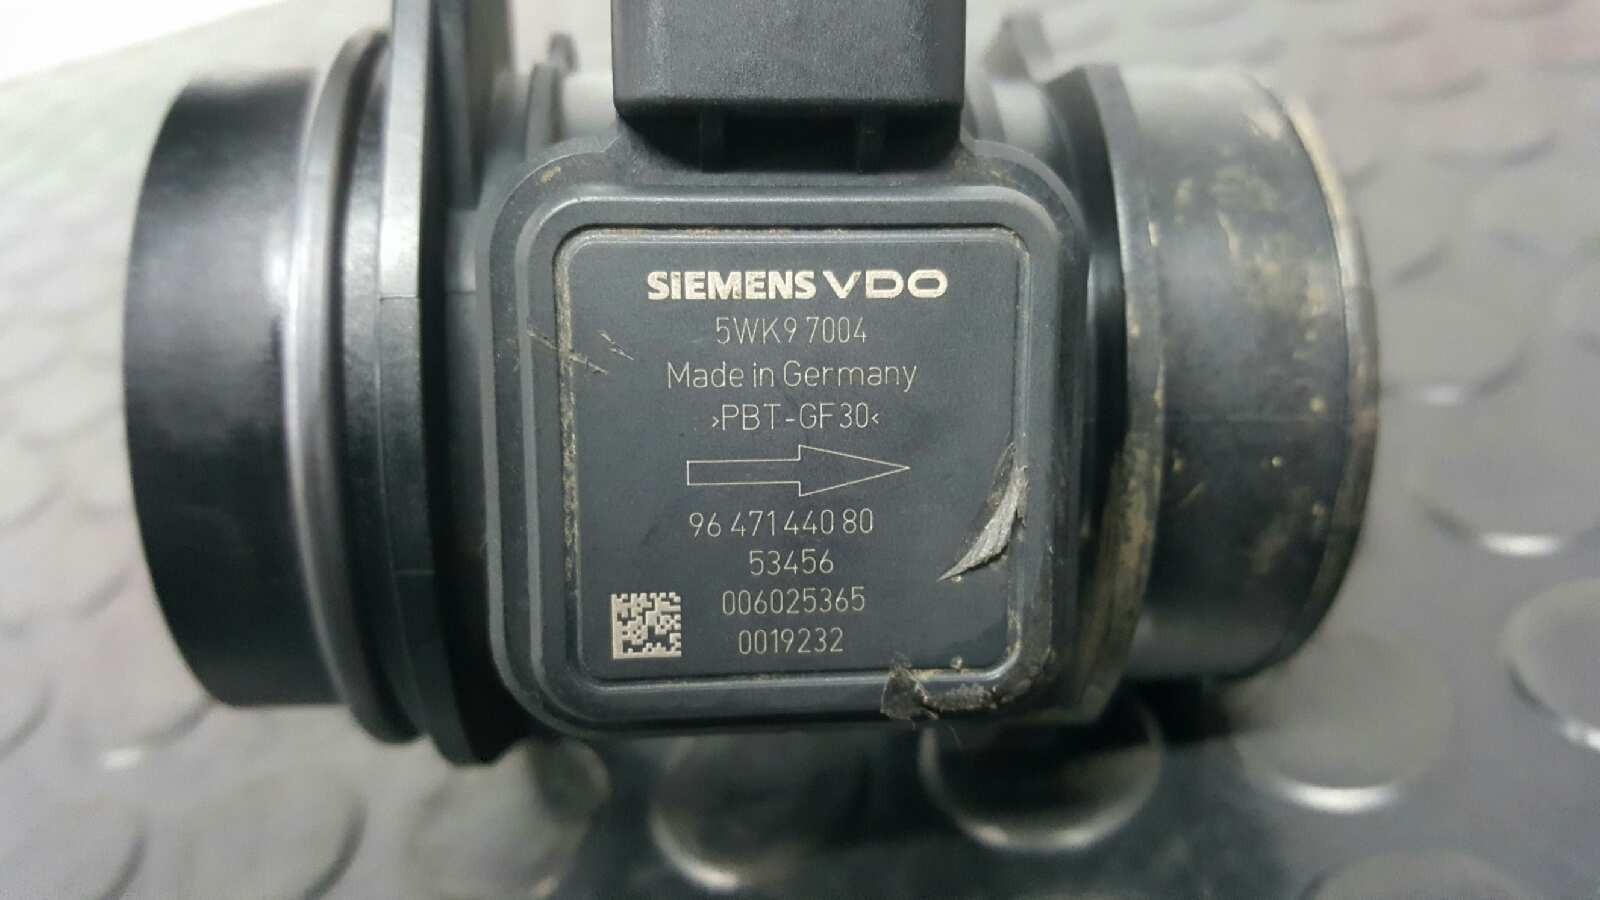 SIEMENS VDO
5WK9 7004
Made in Germany
>PBT-GF30<
96 471 440 80
53456
006025365
0019232